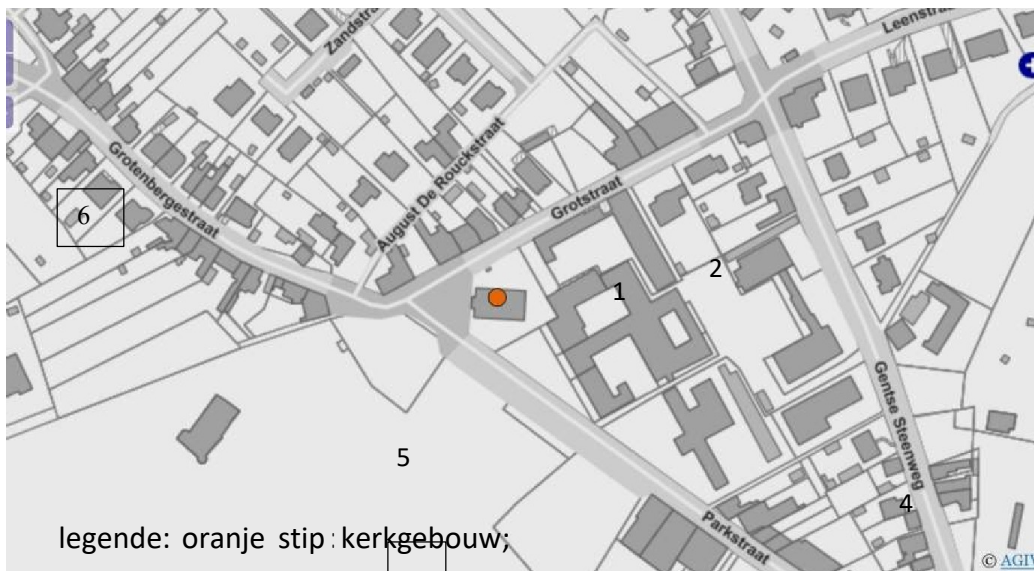 Zandstraat
Leenstraat
Grotenbergestraat
August De Rouckstraat
Grotstraat
6
2
1
Gentse Steenweg
5
4
Parkstraat
legende: oranje stip : kerkgebouw;
© AGIV